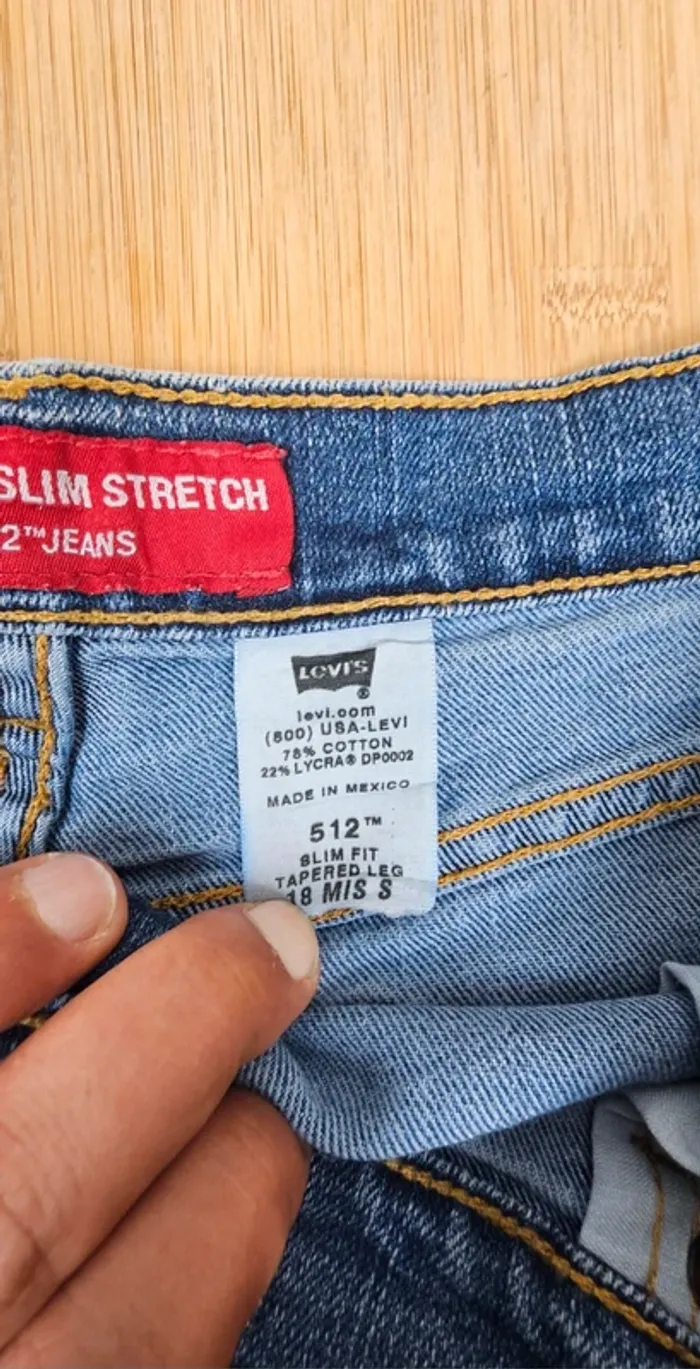 SLIM STRETCH
2™JEANS
LEVI'S
®
levi.com
(800) USA-LEVI
78% COTTON
22% LYCRA® DP0002
MADE IN MEXICO
512™
SLIM FIT
TAPERED LEG
18 M/S S